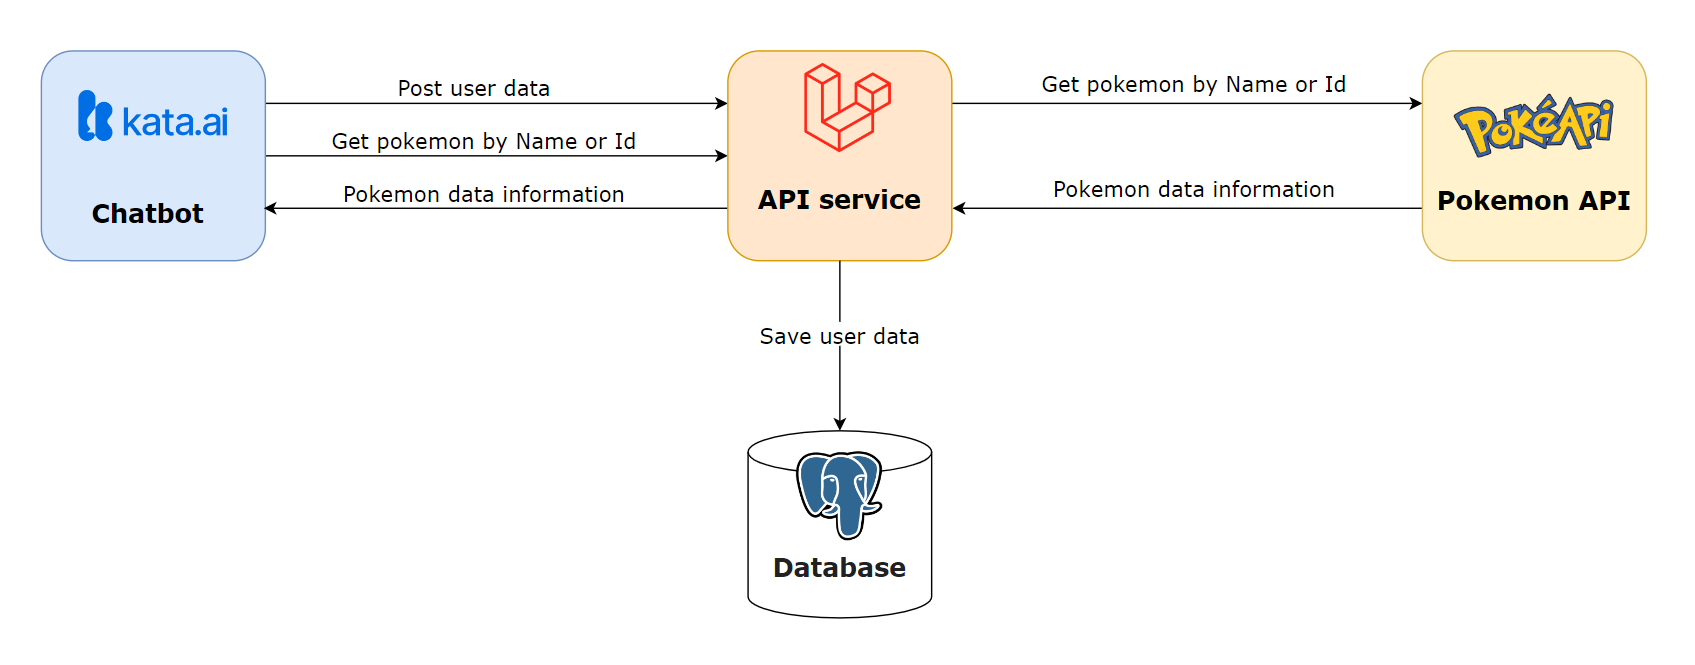 kata.ai
Chatbot
Post user data
Get pokemon by Name or Id
Pokemon data information
API service
Get pokemon by Name or Id
Pokemon data information
PokéApi
Pokemon API
Save user data
Database